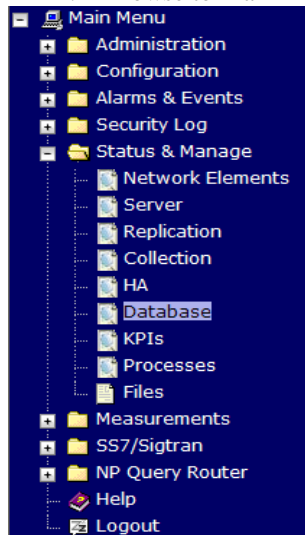 Main Menu
Administration
Configuration
Alarms & Events
Security Log
Status & Manage
Network Elements
Server
Replication
Collection
HA
Database
KPIs
Processes
Files
Measurements
SS7/Sigtran
NP Query Router
Help
Logout